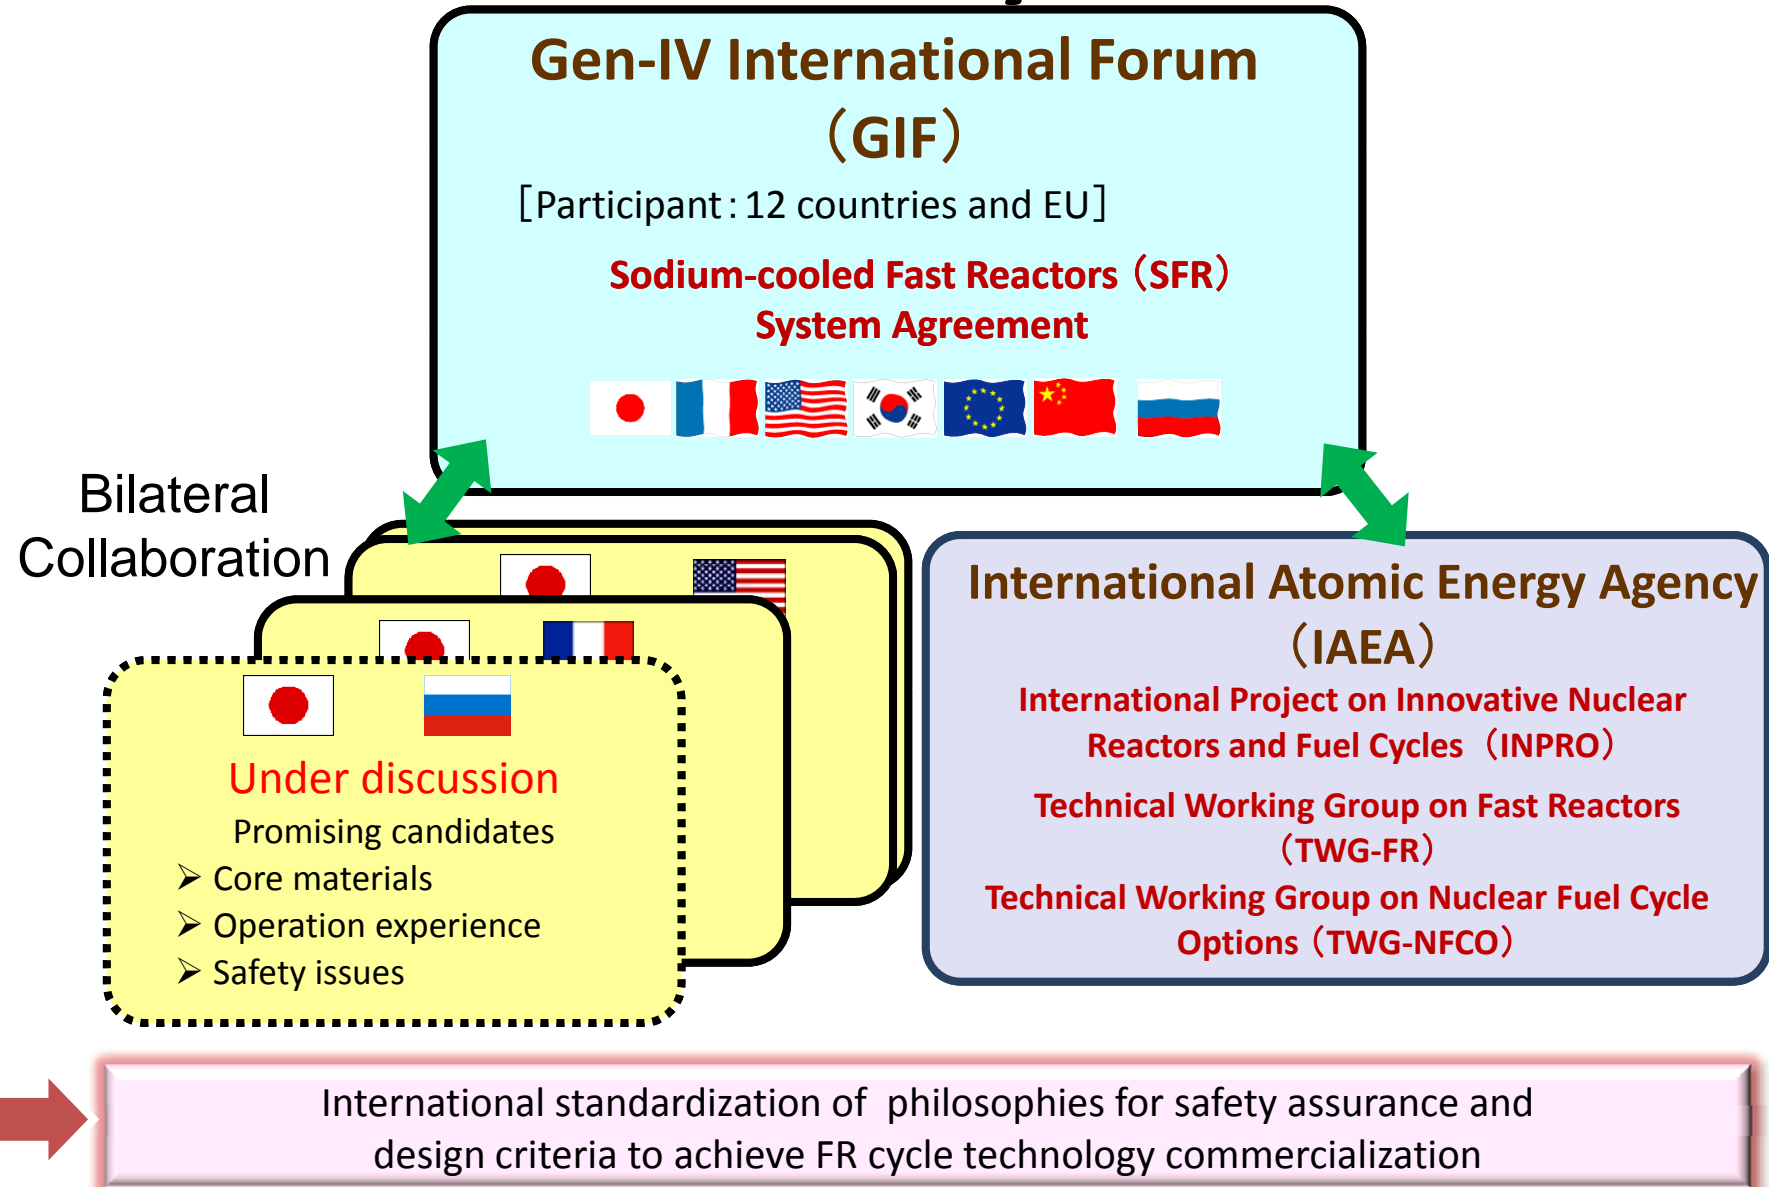 Gen-IV International Forum
（GIF）
［Participant：12 countries and EU］
Sodium-cooled Fast Reactors（SFR）
System Agreement
Bilateral
Collaboration
Under discussion
Promising candidates
➢ Core materials
➢ Operation experience
➢ Safety issues
International Atomic Energy Agency
（IAEA）
International Project on Innovative Nuclear
Reactors and Fuel Cycles（INPRO）
Technical Working Group on Fast Reactors
（TWG-FR）
Technical Working Group on Nuclear Fuel Cycle
Options（TWG-NFCO）
International standardization of philosophies for safety assurance and
design criteria to achieve FR cycle technology commercialization